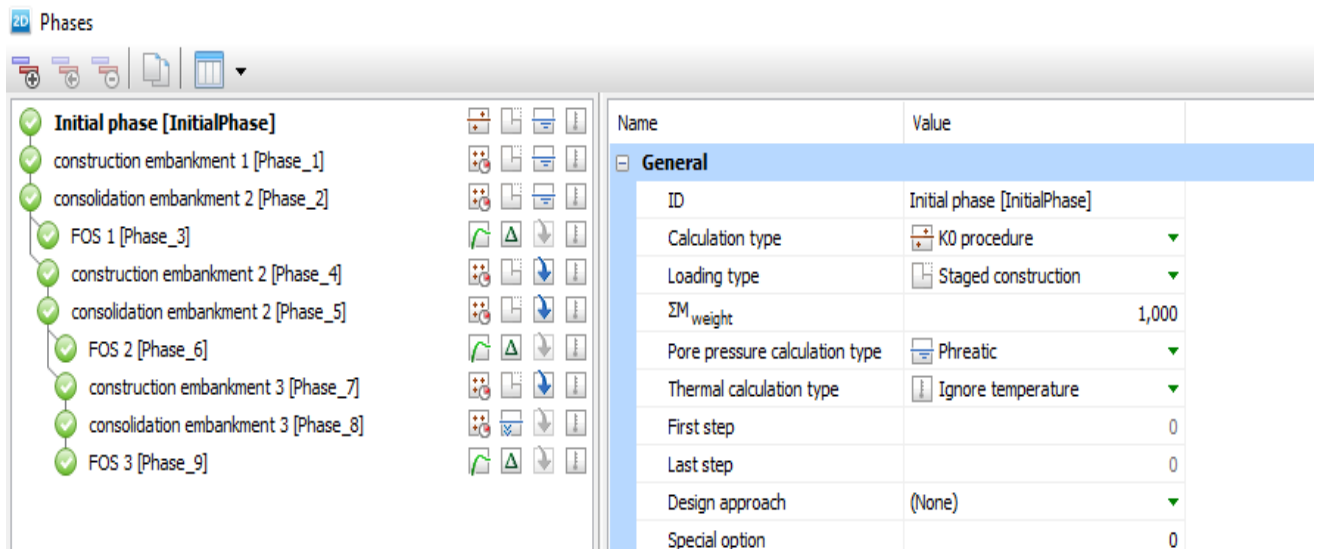 2D Phases
Initial phase [InitialPhase]
construction embankment 1 [Phase_1]
consolidation embankment 2 [Phase_2]
FOS 1 [Phase_3]
construction embankment 2 [Phase_4]
consolidation embankment 2 [Phase_5]
FOS 2 [Phase_6]
construction embankment 3 [Phase_7]
consolidation embankment 3 [Phase_8]
FOS 3 [Phase_9]
Name Value
General
ID Initial phase [InitialPhase]
Calculation type K0 procedure
Loading type Staged construction
ΣM weight 1,000
Pore pressure calculation type Phreatic
Thermal calculation type Ignore temperature
First step 0
Last step 0
Design approach (None)
Special option 0